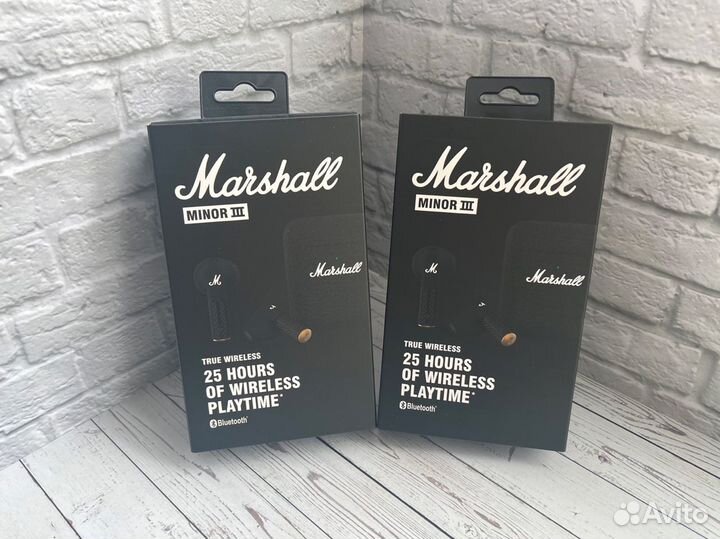 Marshall
MINOR III
M
Marshall
TRUE WIRELESS
25 HOURS
OF WIRELESS
PLAYTIME*
Bluetooth®
Marshall
MINOR III
M
Marshall
TRUE WIRELESS
25 HOURS
OF WIRELESS
PLAYTIME*
Bluetooth®
Avito